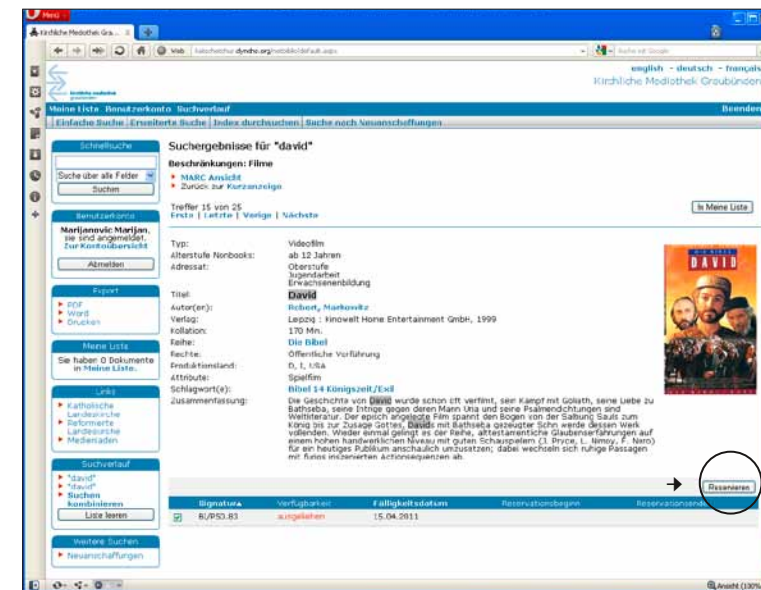 Menü
Kirchliche Mediothek Gra...
Web
english - deutsch - français
Kirchliche Mediothek Graubünden
Meine Liste Benutzerkonto Suchverlauf
Beenden
Einfache Suche | Erweiterte Suche | Index durchsuchen | Suche nach Neuanschaffungen
Schnellsuche
Suche über alle Felder
Suchen
Benutzerkonto
Marijanovic Marijan,
sie sind angemeldet.
Zur Kontoübersicht
Abmelden
Export
PDF
Word
Drucken
Meine Liste
Sie haben 0 Dokumente
in Meine Liste.
Links
Katholische
Landeskirche
Reformierte
Landeskirche
Medienladen
Suchverlauf
"david"
"david"
Suchen
kombinieren
Liste leeren
Weitere Suchen
Neuanschaffungen
Suchergebnisse für "david"
Beschränkungen: Filme
MARC Ansicht
Zurück zur Kurzanzeige
Treffer 15 von 25
Erste | Letzte | Vorige | Nächste
In Meine Liste
Typ: Videofilm
Alterstufe Nonbooks: ab 12 Jahren
Adressat: Oberstufe
Jugendarbeit
Erwachsenenbildung
Titel: David
Autor(en): Robert, Markowitz
Verlag: Leipzig : Kinowelt Home Entertainment GmbH, 1999
Kollation: 170 Min.
Reihe: Die Bibel
Rechte: Öffentliche Vorführung
Produktionsland: D, I, USA
Attribute: Spielfim
Schlagwort(e): Bibel 14 Königszeit/Exil
Zusammenfassung: Die Geschichte von David wurde schon oft verfilmt, sein Kampf mit Goliath, seine Liebe zu
Bathseba, seine Intrige gegen deren Mann Uria und seine Psalmendichtungen sind
Weltliteratur. Der episch angelegte Film spannt den Bogen von der Salbung Sauls zum
König bis zur Zusage Gottes, Davids mit Bathseba gezeugter Sohn werde dessen Werk
vollenden. Wieder einmal gelingt es der Reihe, alttestamentliche Glaubenserfahrungen auf
einem hohen handwerklichen Niveau mit guten Schauspielern (J. Pryce, L. Nimoy, F. Nero)
für ein heutiges Publikum anschaulich umzusetzen; dabei wechseln sich ruhige Passagen
mit furios inszenierten Actionsequenzen ab.
DIE BIBEL
DAVID
Reservieren
Signatur Verfügbarkeit Fälligkeitsdatum Reservationsbeginn Reservationsende
ausgeliehen 15.04.2011
Ansicht (100%